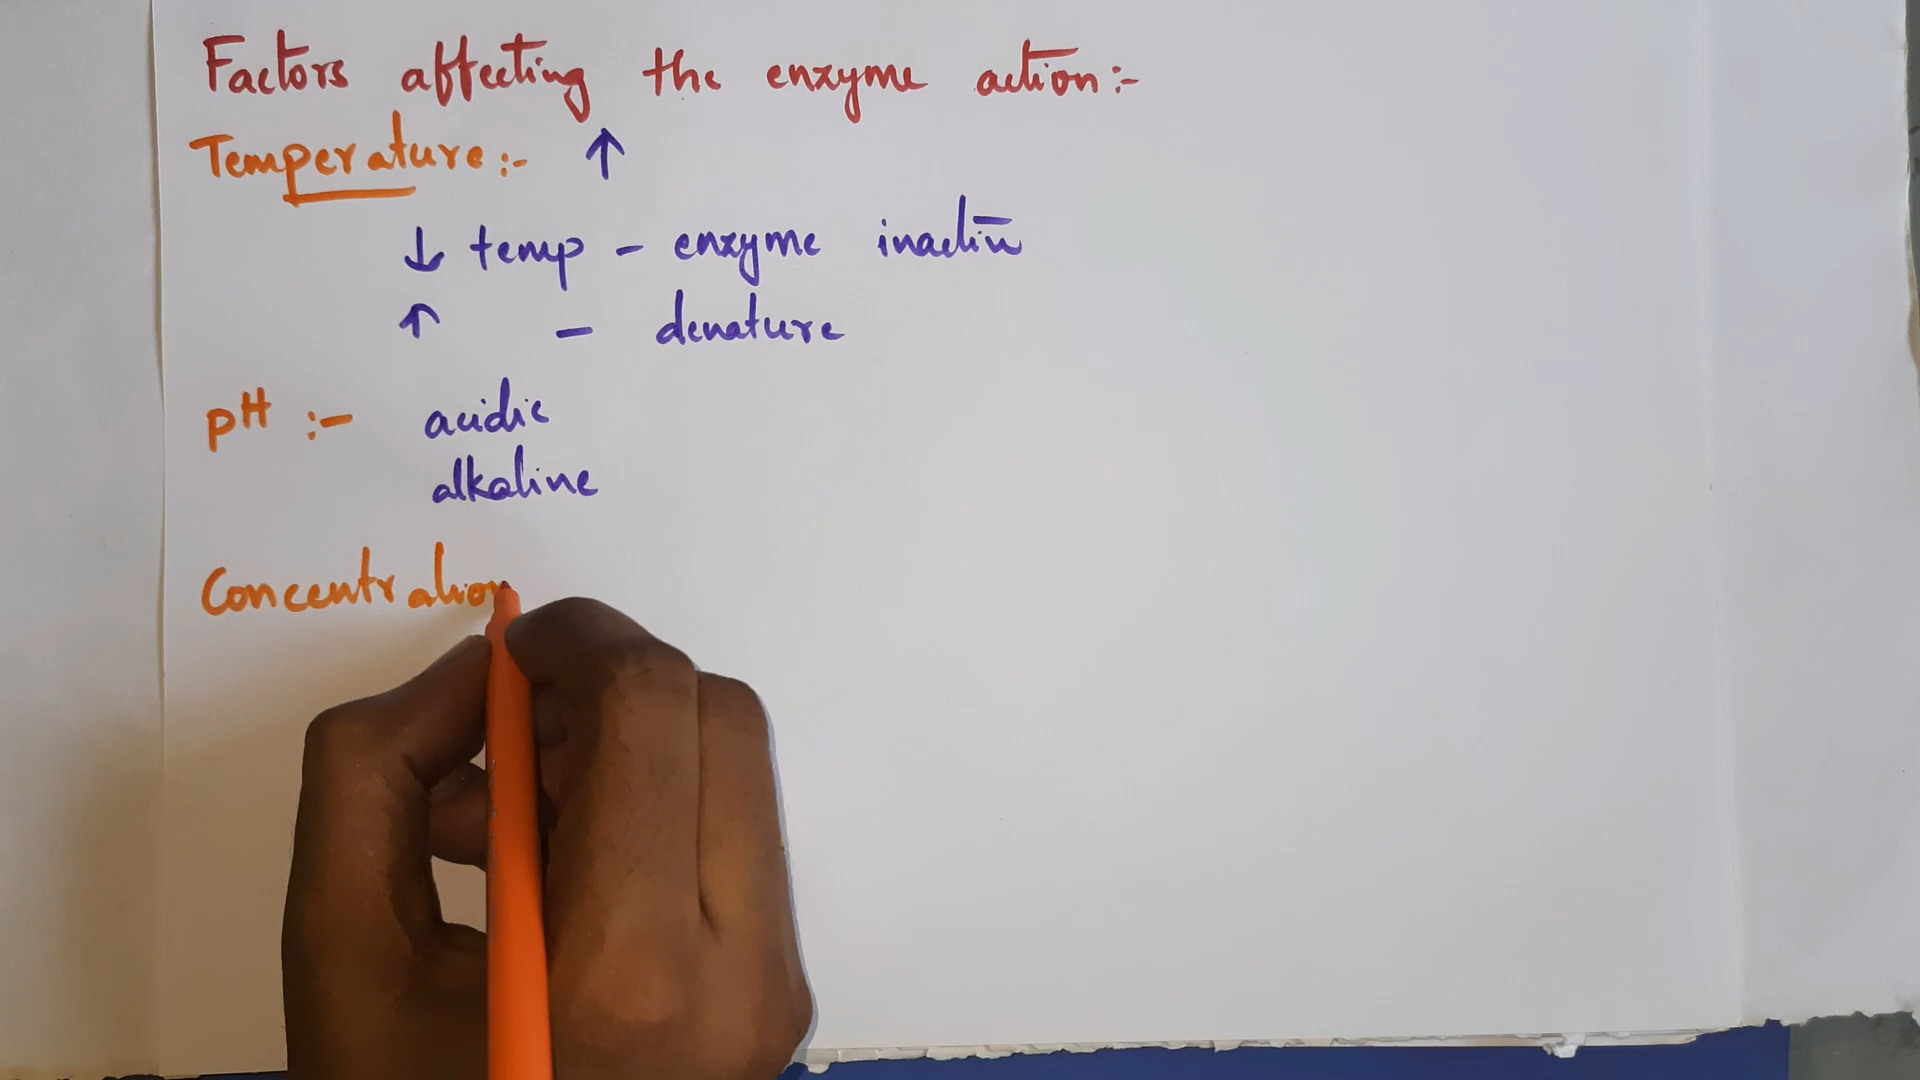 Factors affecting the enzyme action:-
Temperature:- ↑
↓ temp - enzyme inactive
↑ - denature
pH :- acidic
alkaline
Concentration